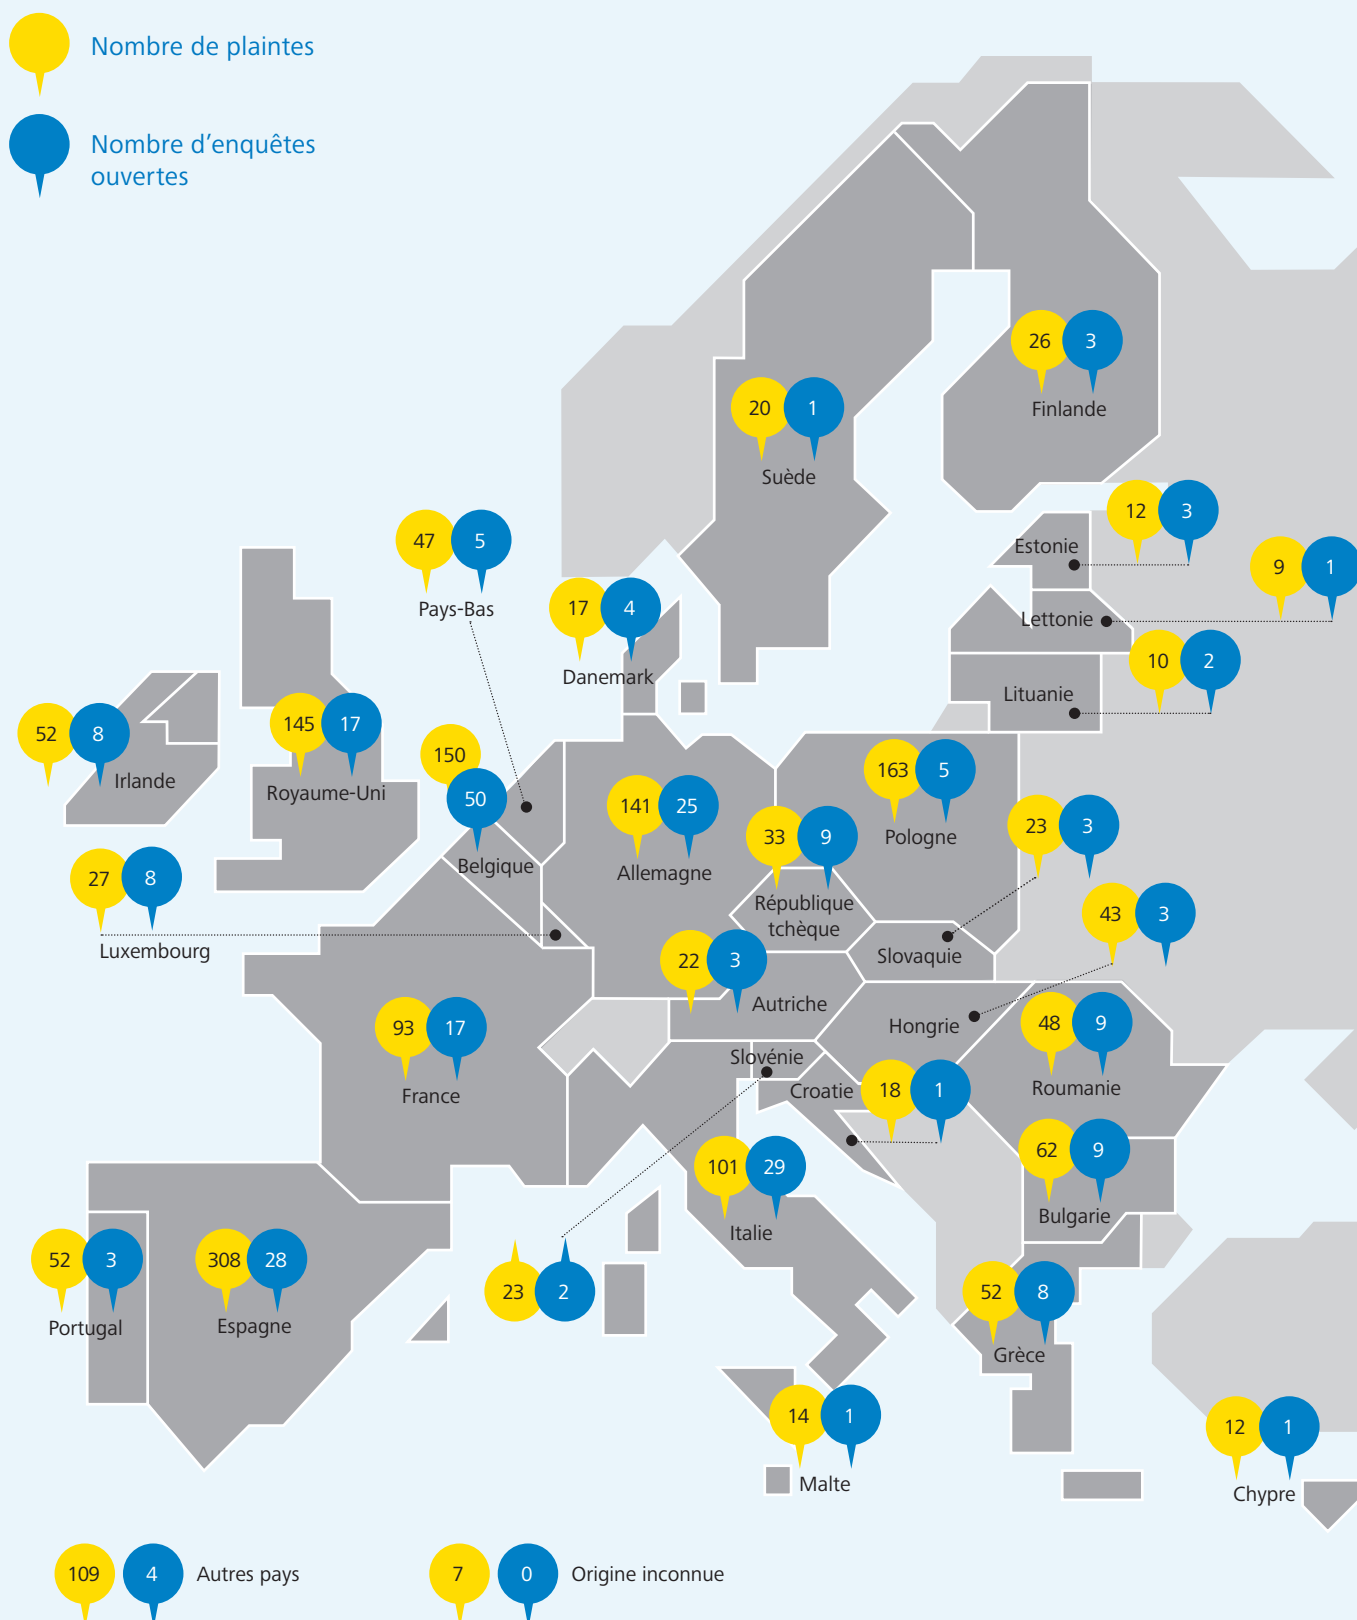 Nombre de plaintes
Nombre d'enquêtes
ouvertes
26 3
Finlande
20 1
Suède
12 3
Estonie
47 5
Pays-Bas
9 1
Lettonie
17 4
Danemark
10 2
Lituanie
52 8
Irlande
145 17
Royaume-Uni
150
50
Belgique
141 25
Allemagne
163 5
Pologne
33 9
République
tchèque
23 3
Slovaquie
27 8
Luxembourg
43 3
Hongrie
22 3
Autriche
93 17
France
48 9
Roumanie
Slovénie
Croatie
18 1
62 9
Bulgarie
101 29
Italie
52 3
Portugal
308 28
Espagne
23 2
52 8
Grèce
14 1
Malte
12 1
Chypre
109 4 Autres pays
7 0 Origine inconnue